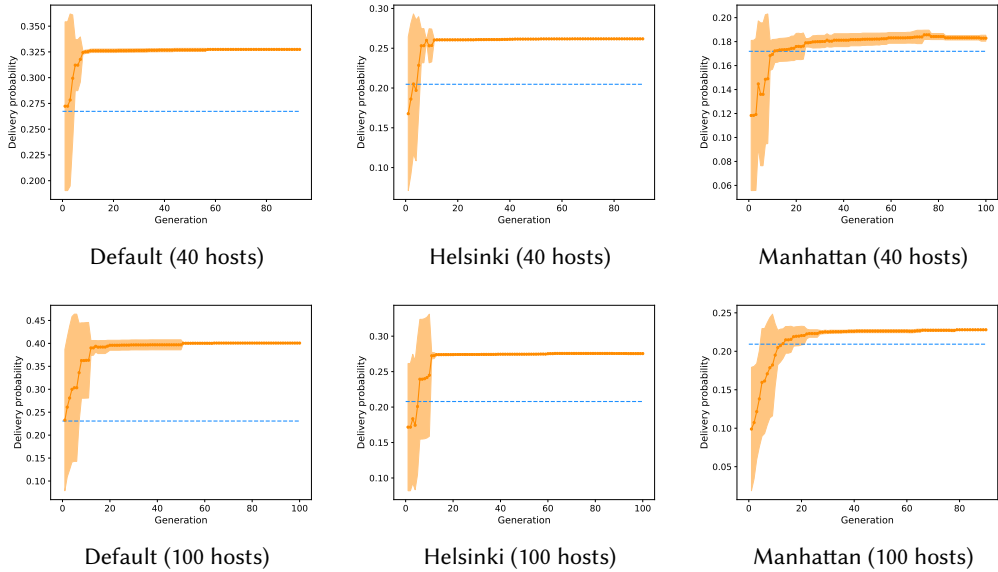 0.350
0.325
0.300
0.275
0.250
0.225
0.200
Delivery probability
0 20 40 60 80
Generation
Default (40 hosts)
0.30
0.25
0.20
0.15
0.10
Delivery probability
0 20 40 60 80
Generation
Helsinki (40 hosts)
0.20
0.18
0.16
0.14
0.12
0.10
0.08
0.06
Delivery probability
0 20 40 60 80 100
Generation
Manhattan (40 hosts)
0.45
0.40
0.35
0.30
0.25
0.20
0.15
0.10
Delivery probability
0 20 40 60 80 100
Generation
Default (100 hosts)
0.30
0.25
0.20
0.15
0.10
Delivery probability
0 20 40 60 80 100
Generation
Helsinki (100 hosts)
0.25
0.20
0.15
0.10
0.05
Delivery probability
0 20 40 60 80
Generation
Manhattan (100 hosts)